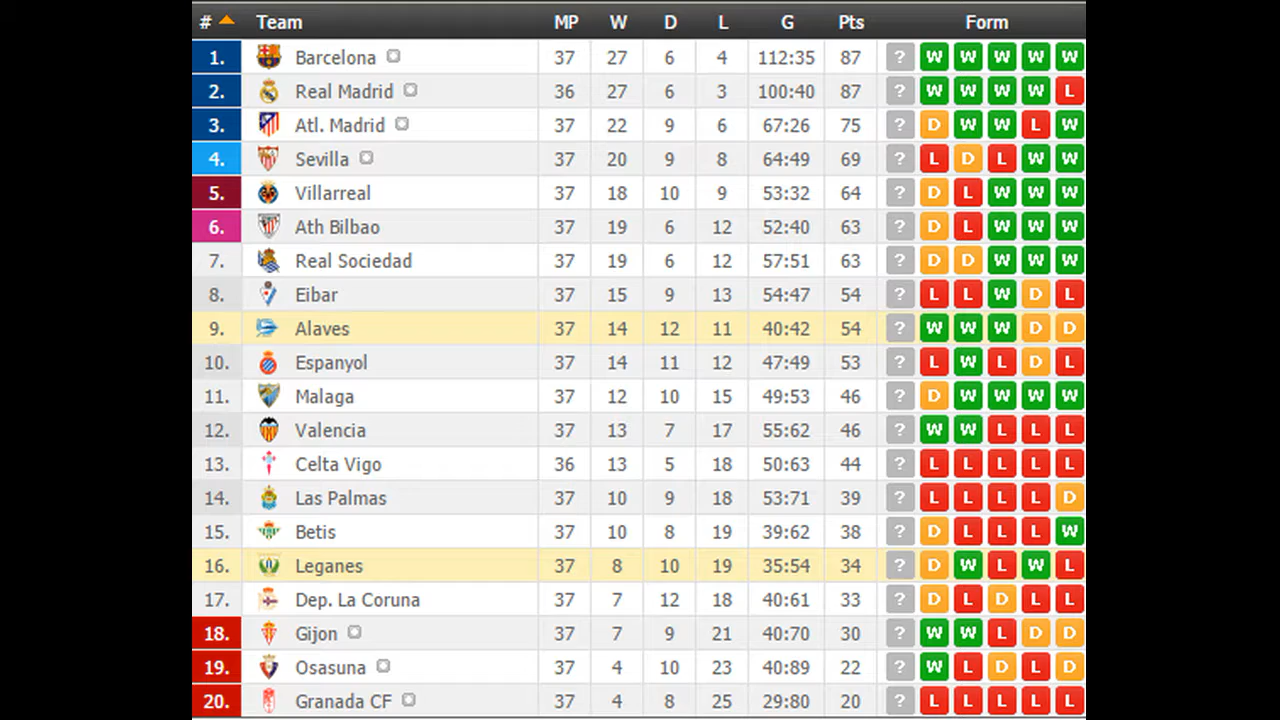 # Team MP W D L G Pts Form
1. Barcelona 37 27 6 4 112:35 87 ? W W W W W
2. Real Madrid 36 27 6 3 100:40 87 ? W W W W L
3. Atl. Madrid 37 22 9 6 67:26 75 ? D W W L W
4. Sevilla 37 20 9 8 64:49 69 ? L D L W W
5. Villarreal 37 18 10 9 53:32 64 ? D L W W W
6. Ath Bilbao 37 19 6 12 52:40 63 ? D L W W W
7. Real Sociedad 37 19 6 12 57:51 63 ? D D W W W
8. Eibar 37 15 9 13 54:47 54 ? L L W D L
9. Alaves 37 14 12 11 40:42 54 ? W W W D D
10. Espanyol 37 14 11 12 47:49 53 ? L W L D L
11. Malaga 37 12 10 15 49:53 46 ? D W W W W
12. Valencia 37 13 7 17 55:62 46 ? W W L L L
13. Celta Vigo 36 13 5 18 50:63 44 ? L L L L L
14. Las Palmas 37 10 9 18 53:71 39 ? L L L L D
15. Betis 37 10 8 19 39:62 38 ? D L L L W
16. Leganes 37 8 10 19 35:54 34 ? D W L W L
17. Dep. La Coruna 37 7 12 18 40:61 33 ? D L D L L
18. Gijon 37 7 9 21 40:70 30 ? W W L D D
19. Osasuna 37 4 10 23 40:89 22 ? W L D L D
20. Granada CF 37 4 8 25 29:80 20 ? L L L L L